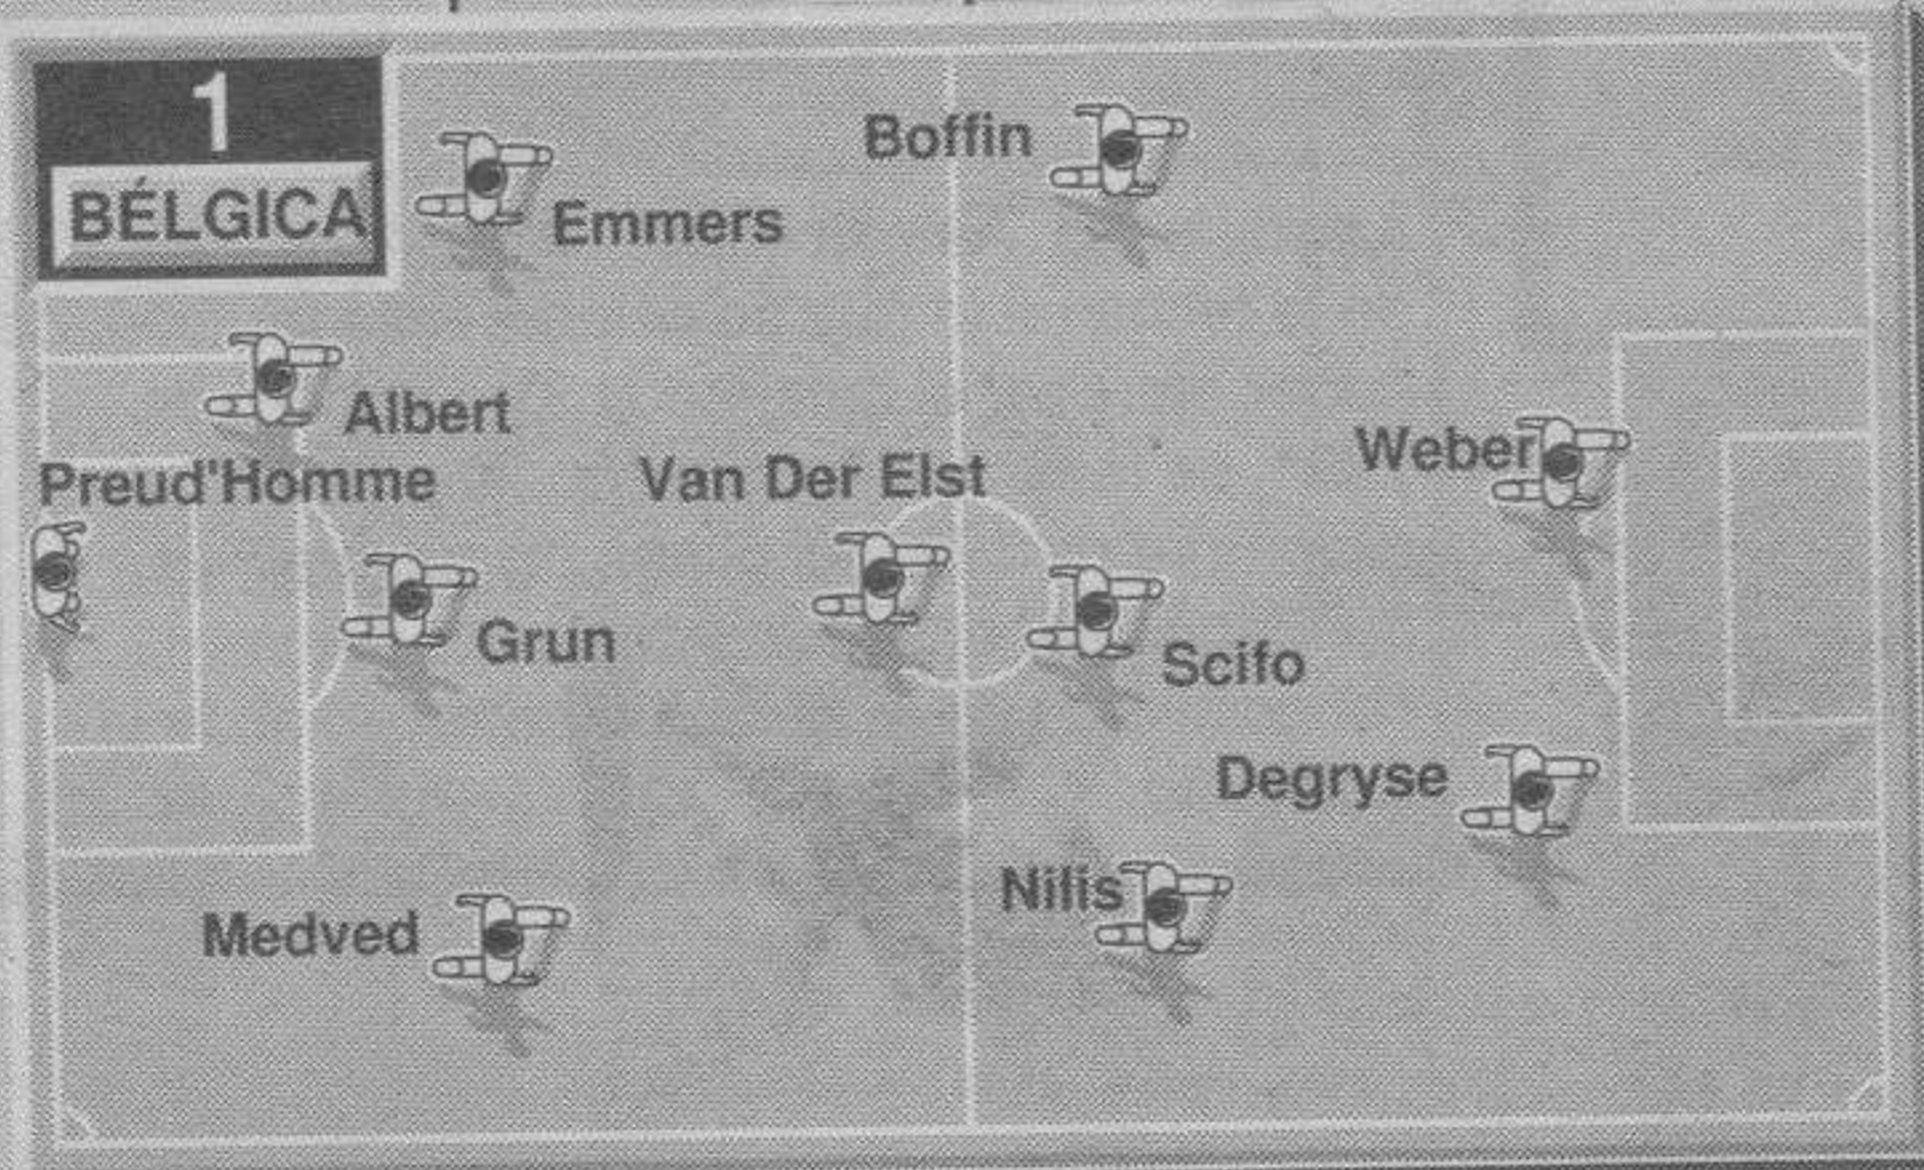 1
BÉLGICA
Boffin
Emmers
Albert
Weber
Preud'Homme
Van Der Elst
Grun
Scifo
Degryse
Nilis
Medved